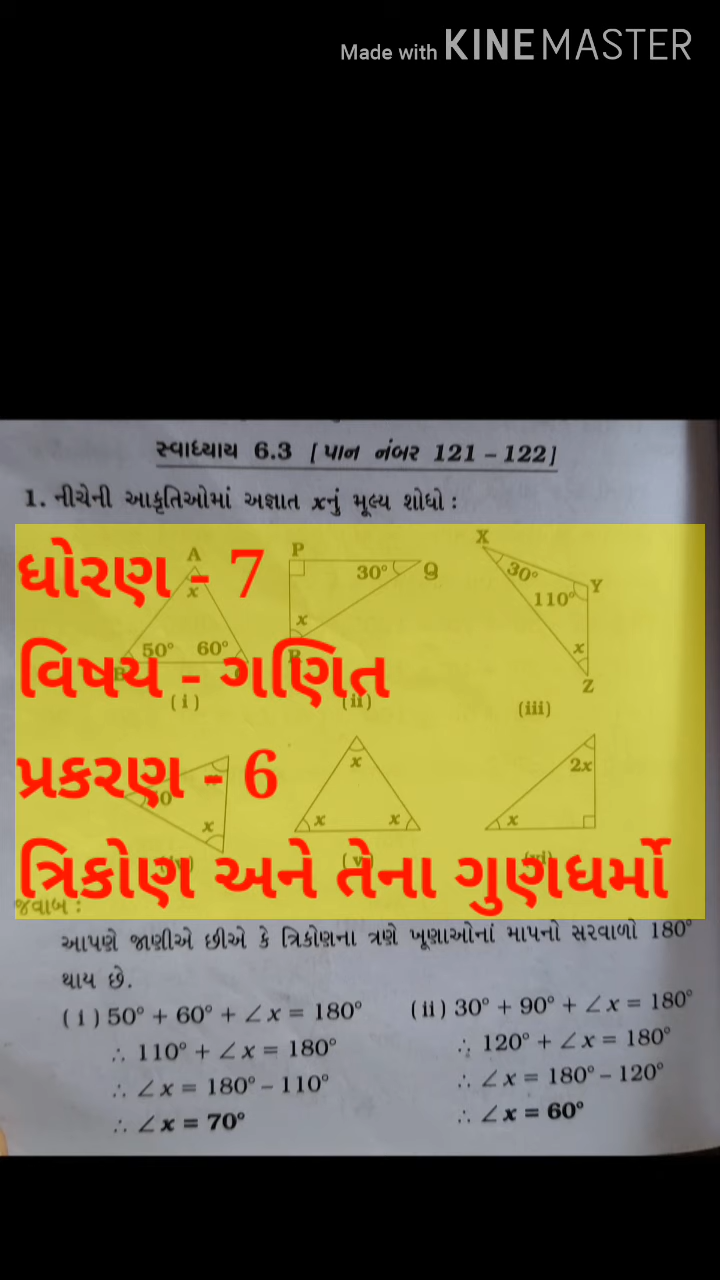 Made with KINEMASTER
સ્વાધ્યાય 6.3 [પાન નંબર 121 – 122]
1. નીચેની આકૃતિઓમાં અજ્ઞાત xનું મૂલ્ય શોધો :
ધોરણ - 7
A
x
50° 60°
B
(i)
P
30° Q
x
R
(ii)
X
30°
110° Y
x
Z
(iii)
વિષય - ગણિત
પ્રકરણ - 6
x
x
x x
(v)
2x
x
ત્રિકોણ અને તેના ગુણધર્મો
જવાબ :
આપણે જાણીએ છીએ કે ત્રિકોણના ત્રણે ખૂણાઓનાં માપનો સરવાળો 180°
થાય છે.
(i) 50° + 60° + ∠x = 180°
∴ 110° + ∠x = 180°
∴ ∠x = 180° – 110°
∴ ∠x = 70°
(ii) 30° + 90° + ∠x = 180°
∴ 120° + ∠x = 180°
∴ ∠x = 180° – 120°
∴ ∠x = 60°